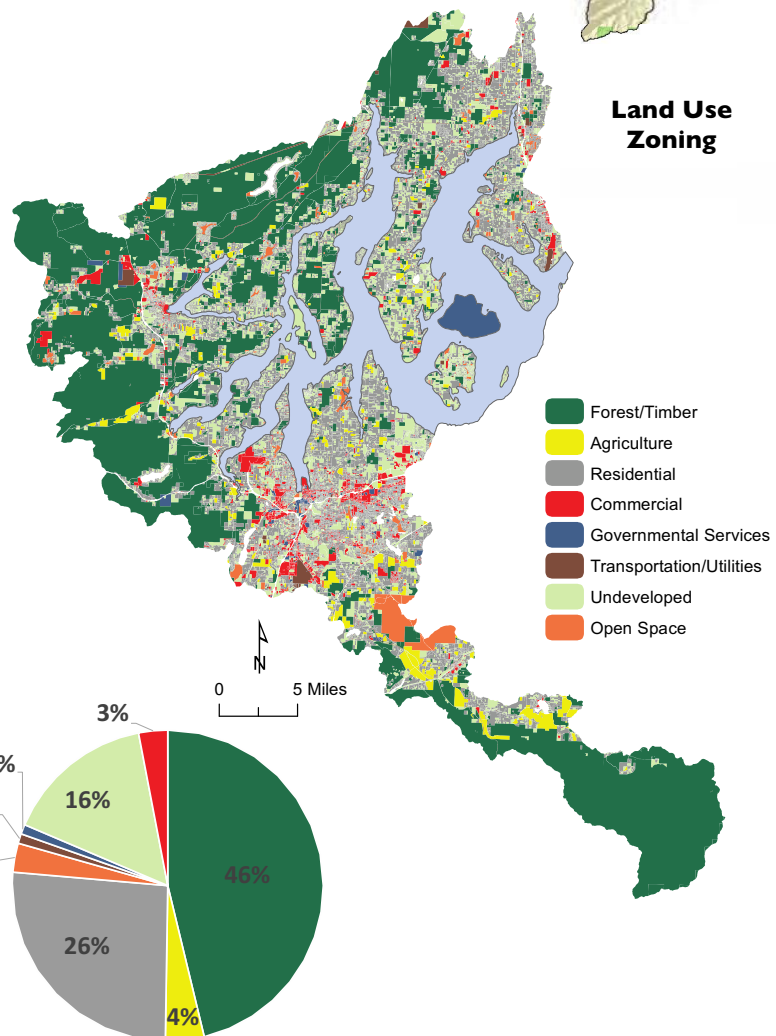 Land Use
Zoning
Forest/Timber
Agriculture
Residential
Commercial
Governmental Services
Transportation/Utilities
Undeveloped
Open Space
N
0 5 Miles
3%
%
16%
46%
26%
4%